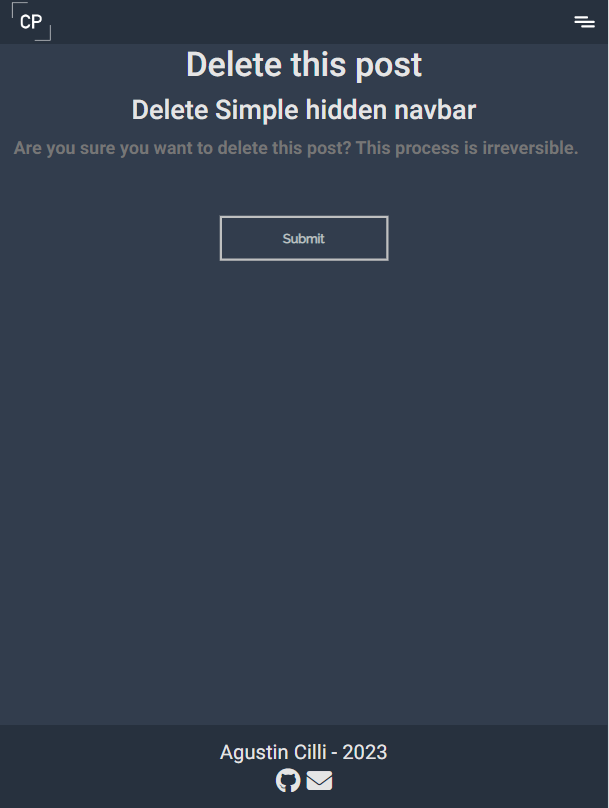 CP
Delete this post
Delete Simple hidden navbar
Are you sure you want to delete this post? This process is irreversible.
Submit
Agustin Cilli - 2023